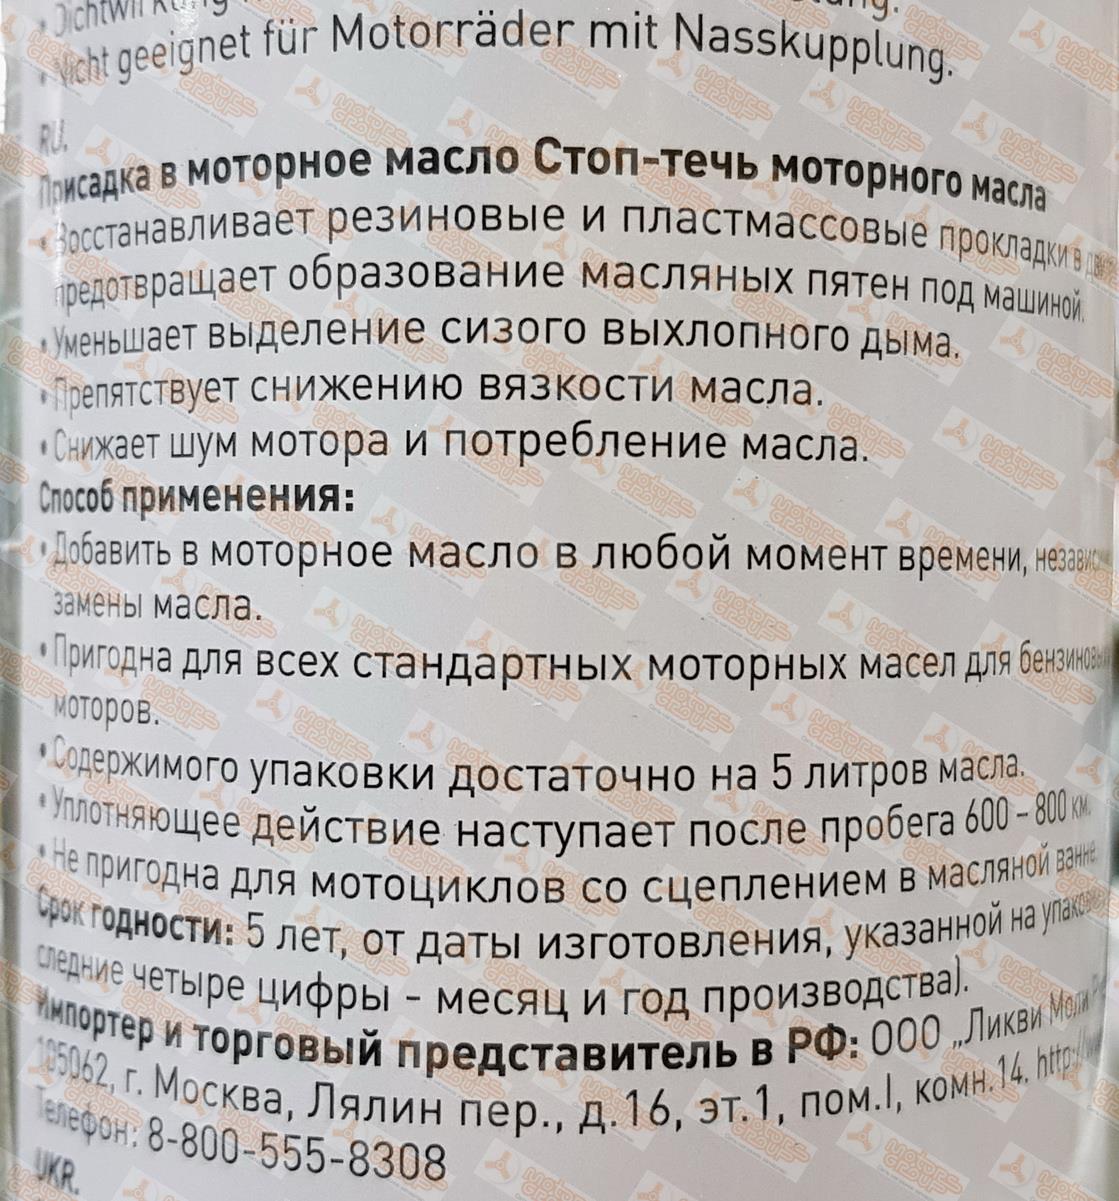 • Nicht geeignet für Motorräder mit Nasskupplung.
RU.
Присадка в моторное масло Стоп-течь моторного масла
• Восстанавливает резиновые и пластмассовые прокладки в
предотвращает образование масляных пятен под машиной.
• Уменьшает выделение сизого выхлопного дыма.
• Препятствует снижению вязкости масла.
• Снижает шум мотора и потребление масла.
Способ применения:
• Добавить в моторное масло в любой момент времени,
замены масла.
• Пригодна для всех стандартных моторных масел для
моторов.
• Содержимого упаковки достаточно на 5 литров масла.
• Уплотняющее действие наступает после пробега 600 – 800 км.
• Не пригодна для мотоциклов со сцеплением в масляной ванне.
Срок годности: 5 лет, от даты изготовления, указанной на
следние четыре цифры - месяц и год производства).
Импортер и торговый представитель в РФ: ООО „Ликви Моли
105062, г. Москва, Лялин пер., д.16, эт.1, пом.I, комн.14. http://
Телефон: 8-800-555-8308
UKR.